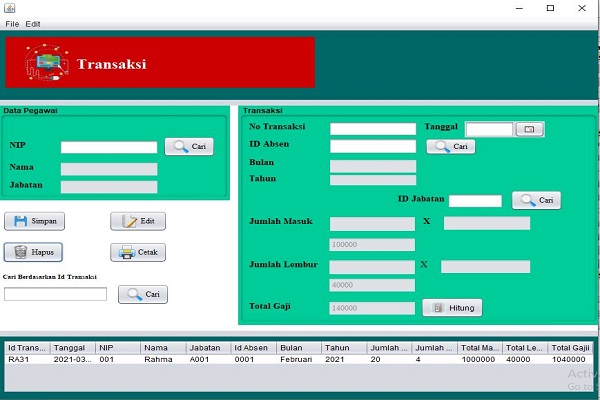 File Edit
Transaksi
Data Pegawai
NIP
Cari
Nama
Jabatan
Transaksi
No Transaksi
Tanggal
ID Absen
Cari
Bulan
Tahun
ID Jabatan
Cari
Jumlah Masuk
X
100000
Jumlah Lembur
X
40000
Total Gaji
140000
Hitung
Simpan
Edit
Hapus
Cetak
Cari Berdasarkan Id Transaksi
Cari
Id Trans... Tanggal NIP Nama Jabatan Id Absen Bulan Tahun Jumlah ... Jumlah ... Total Ma... Total Le... Total Gajii
RA31 2021-03... 001 Rahma A001 0001 Februari 2021 20 4 1000000 40000 1040000
Activ
Go to S